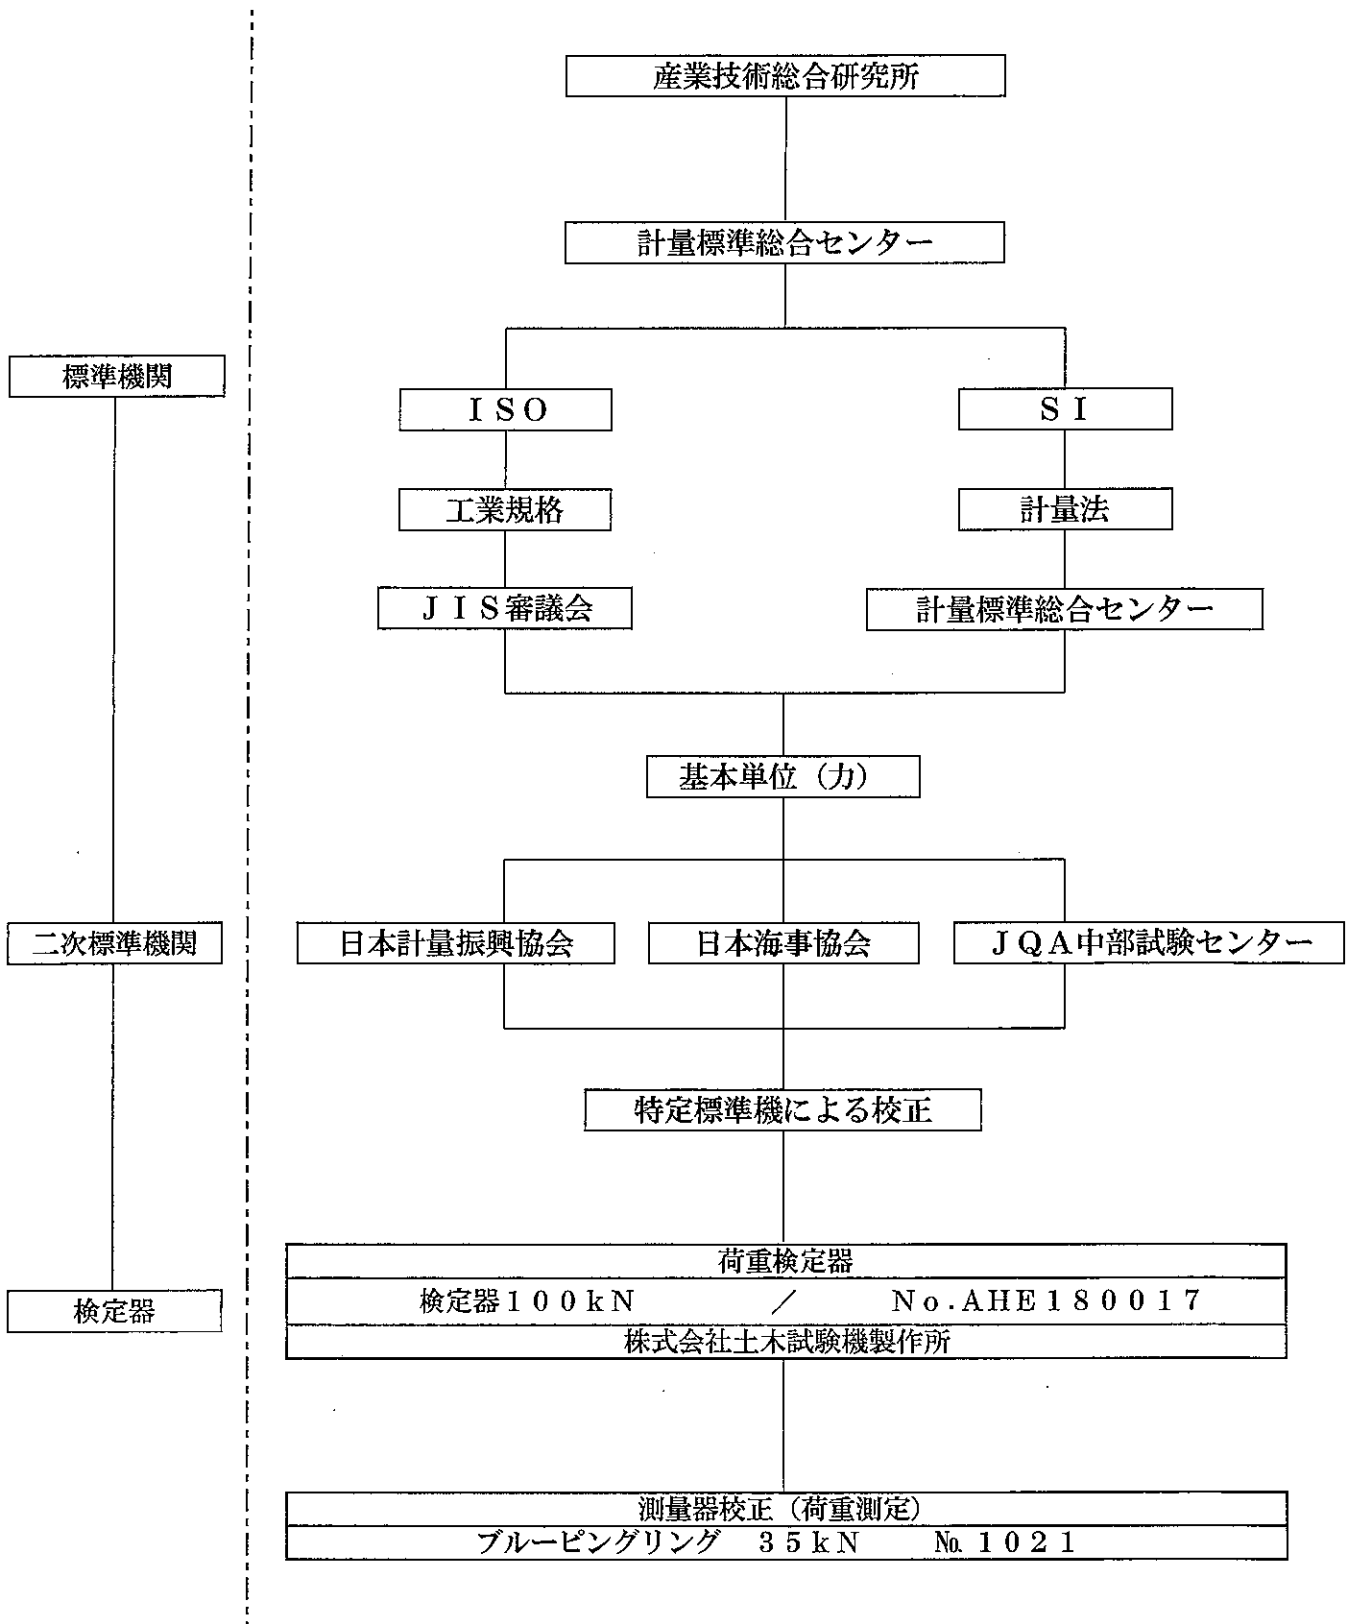 産業技術総合研究所
計量標準総合センター
標準機関
ISO
SI
工業規格
計量法
JIS審議会
計量標準総合センター
基本単位（力）
二次標準機関
日本計量振興協会
日本海事協会
JQA中部試験センター
特定標準機による校正
検定器
荷重検定器
検定器100kN / No.AHE180017
株式会社土木試験機製作所
測量器校正（荷重測定）
ブルーピングリング 35kN №1021